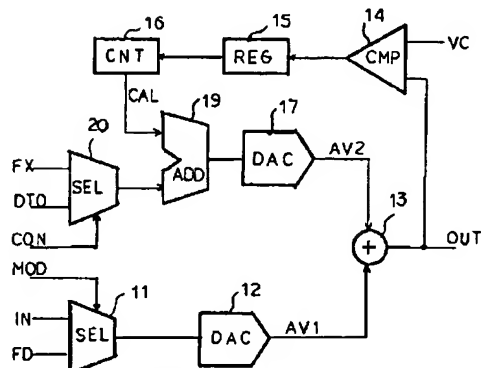 16
15
14
CNT
REG
CMP
VC
CAL
19
20
17
FX
SEL
ADD
DAC
AV2
DTO
13
CON
+
OUT
MOD
11
12
IN
SEL
DAC
AV1
FD